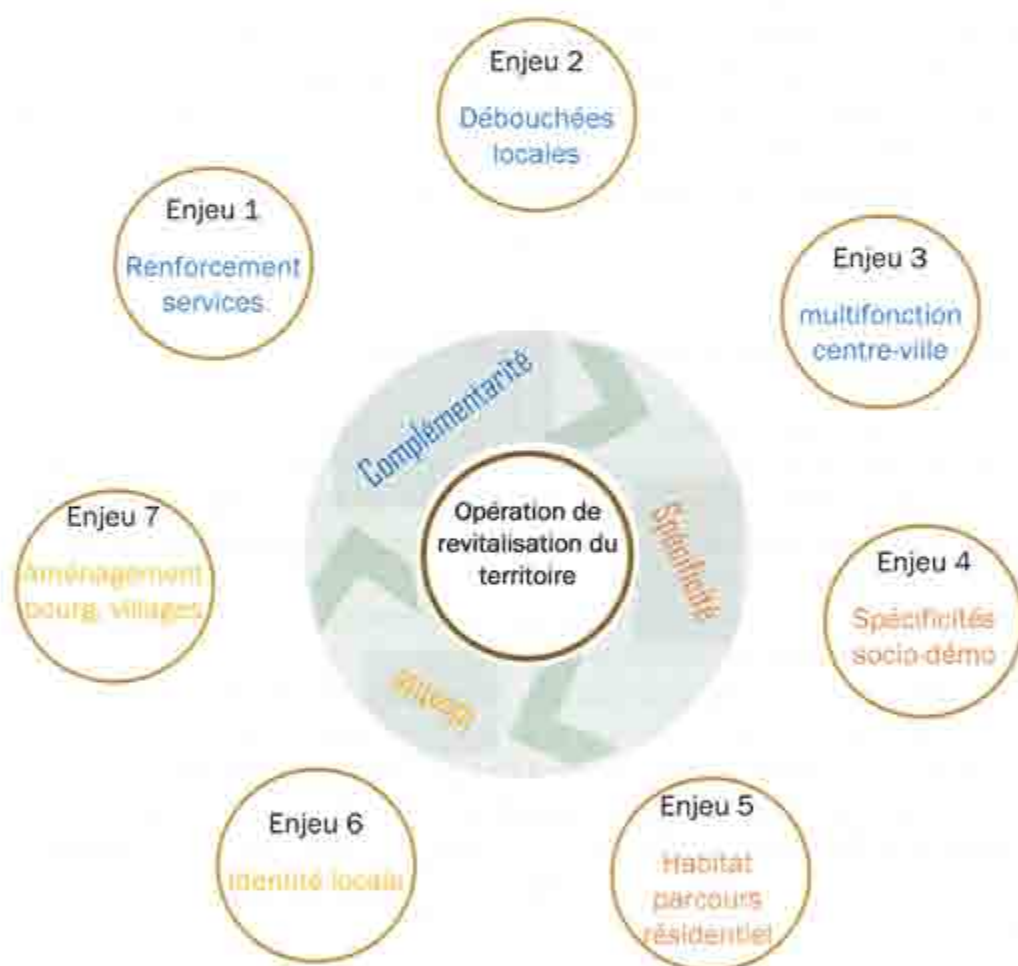 Enjeu 2
Débouchées
locales
Enjeu 1
Renforcement
services
Enjeu 3
multifonction
centre-ville
Complémentarité
Spécificité
Identité
Opération de
revitalisation du
territoire
Enjeu 7
Aménagement
bourg, villages
Enjeu 4
Spécificités
socio-démo
Enjeu 6
Identité locale
Enjeu 5
Habitat
parcours
résidentiel